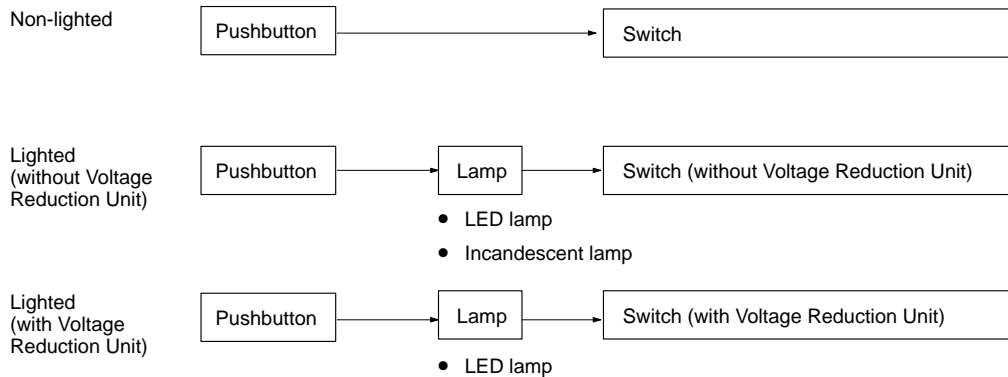 Non-lighted
Pushbutton
Switch
Lighted
(without Voltage
Reduction Unit)
Pushbutton
Lamp
Switch (without Voltage Reduction Unit)
● LED lamp
● Incandescent lamp
Lighted
(with Voltage
Reduction Unit)
Pushbutton
Lamp
Switch (with Voltage Reduction Unit)
● LED lamp